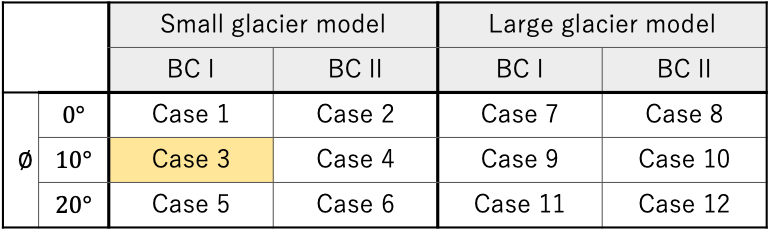 Small glacier model Large glacier model
BC I BC II BC I BC II
0° Case 1 Case 2 Case 7 Case 8
Ø 10° Case 3 Case 4 Case 9 Case 10
20° Case 5 Case 6 Case 11 Case 12